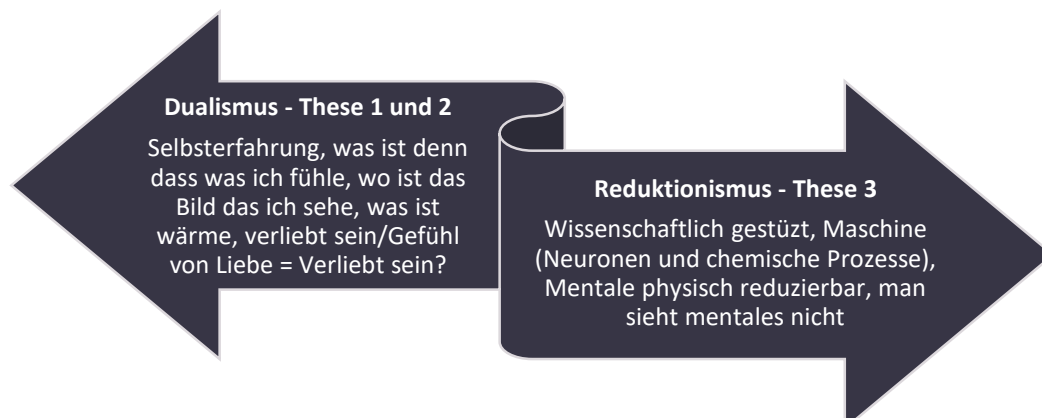 Dualismus - These 1 und 2
Selbsterfahrung, was ist denn
dass was ich fühle, wo ist das
Bild das ich sehe, was ist
wärme, verliebt sein/Gefühl
von Liebe = Verliebt sein?
Reduktionismus - These 3
Wissenschaftlich gestüzt, Maschine
(Neuronen und chemische Prozesse),
Mentale physisch reduzierbar, man
sieht mentales nicht